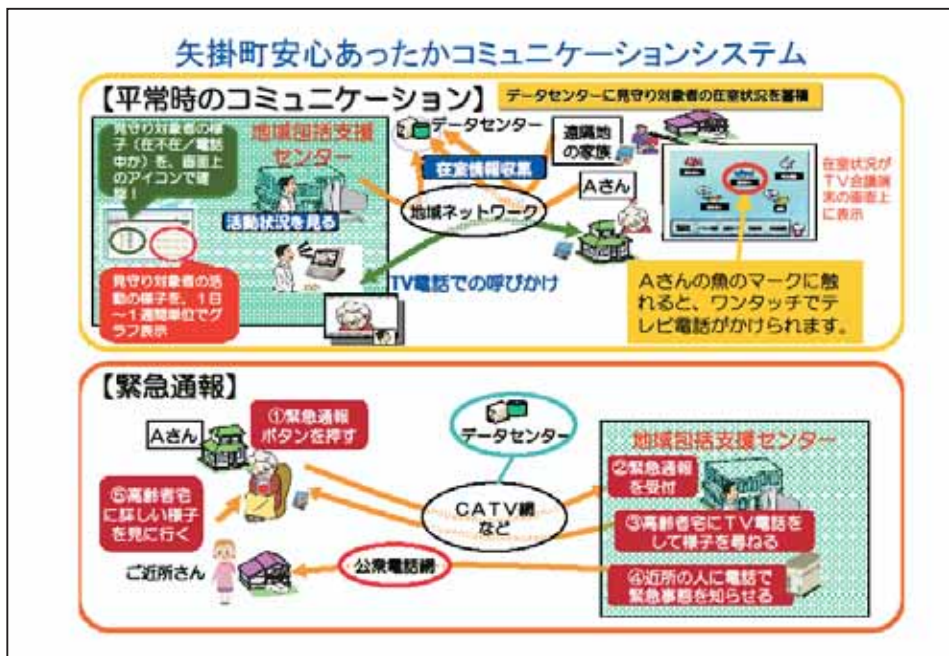 矢掛町安心あったかコミュニケーションシステム
【平常時のコミュニケーション】
データセンターに見守り対象者の在室状況を蓄積
見守り対象者の様
子（在不在／電話
中か）を、画面上
のアイコンで確
認！
地域包括支援
センター
データセンター
遠隔地
の家族
在室情報収集
Aさん
在室状況が
TV会議端
末の画面上
に表示
活動状況を見る
地域ネットワーク
見守り対象者の活
動の様子を、1日
～1週間単位でグ
ラフ表示
TV電話での呼びかけ
Aさんの魚のマークに触
れると、ワンタッチでテ
レビ電話がかけられます。
【緊急通報】
Aさん
①緊急通報
ボタンを押す
データセンター
地域包括支援センター
②緊急通報
を受付
⑤高齢者宅
に詳しい様子
を見に行く
CATV網
など
③高齢者宅にTV電話を
して様子を尋ねる
ご近所さん
公衆電話網
④近所の人に電話で
緊急事態を知らせる